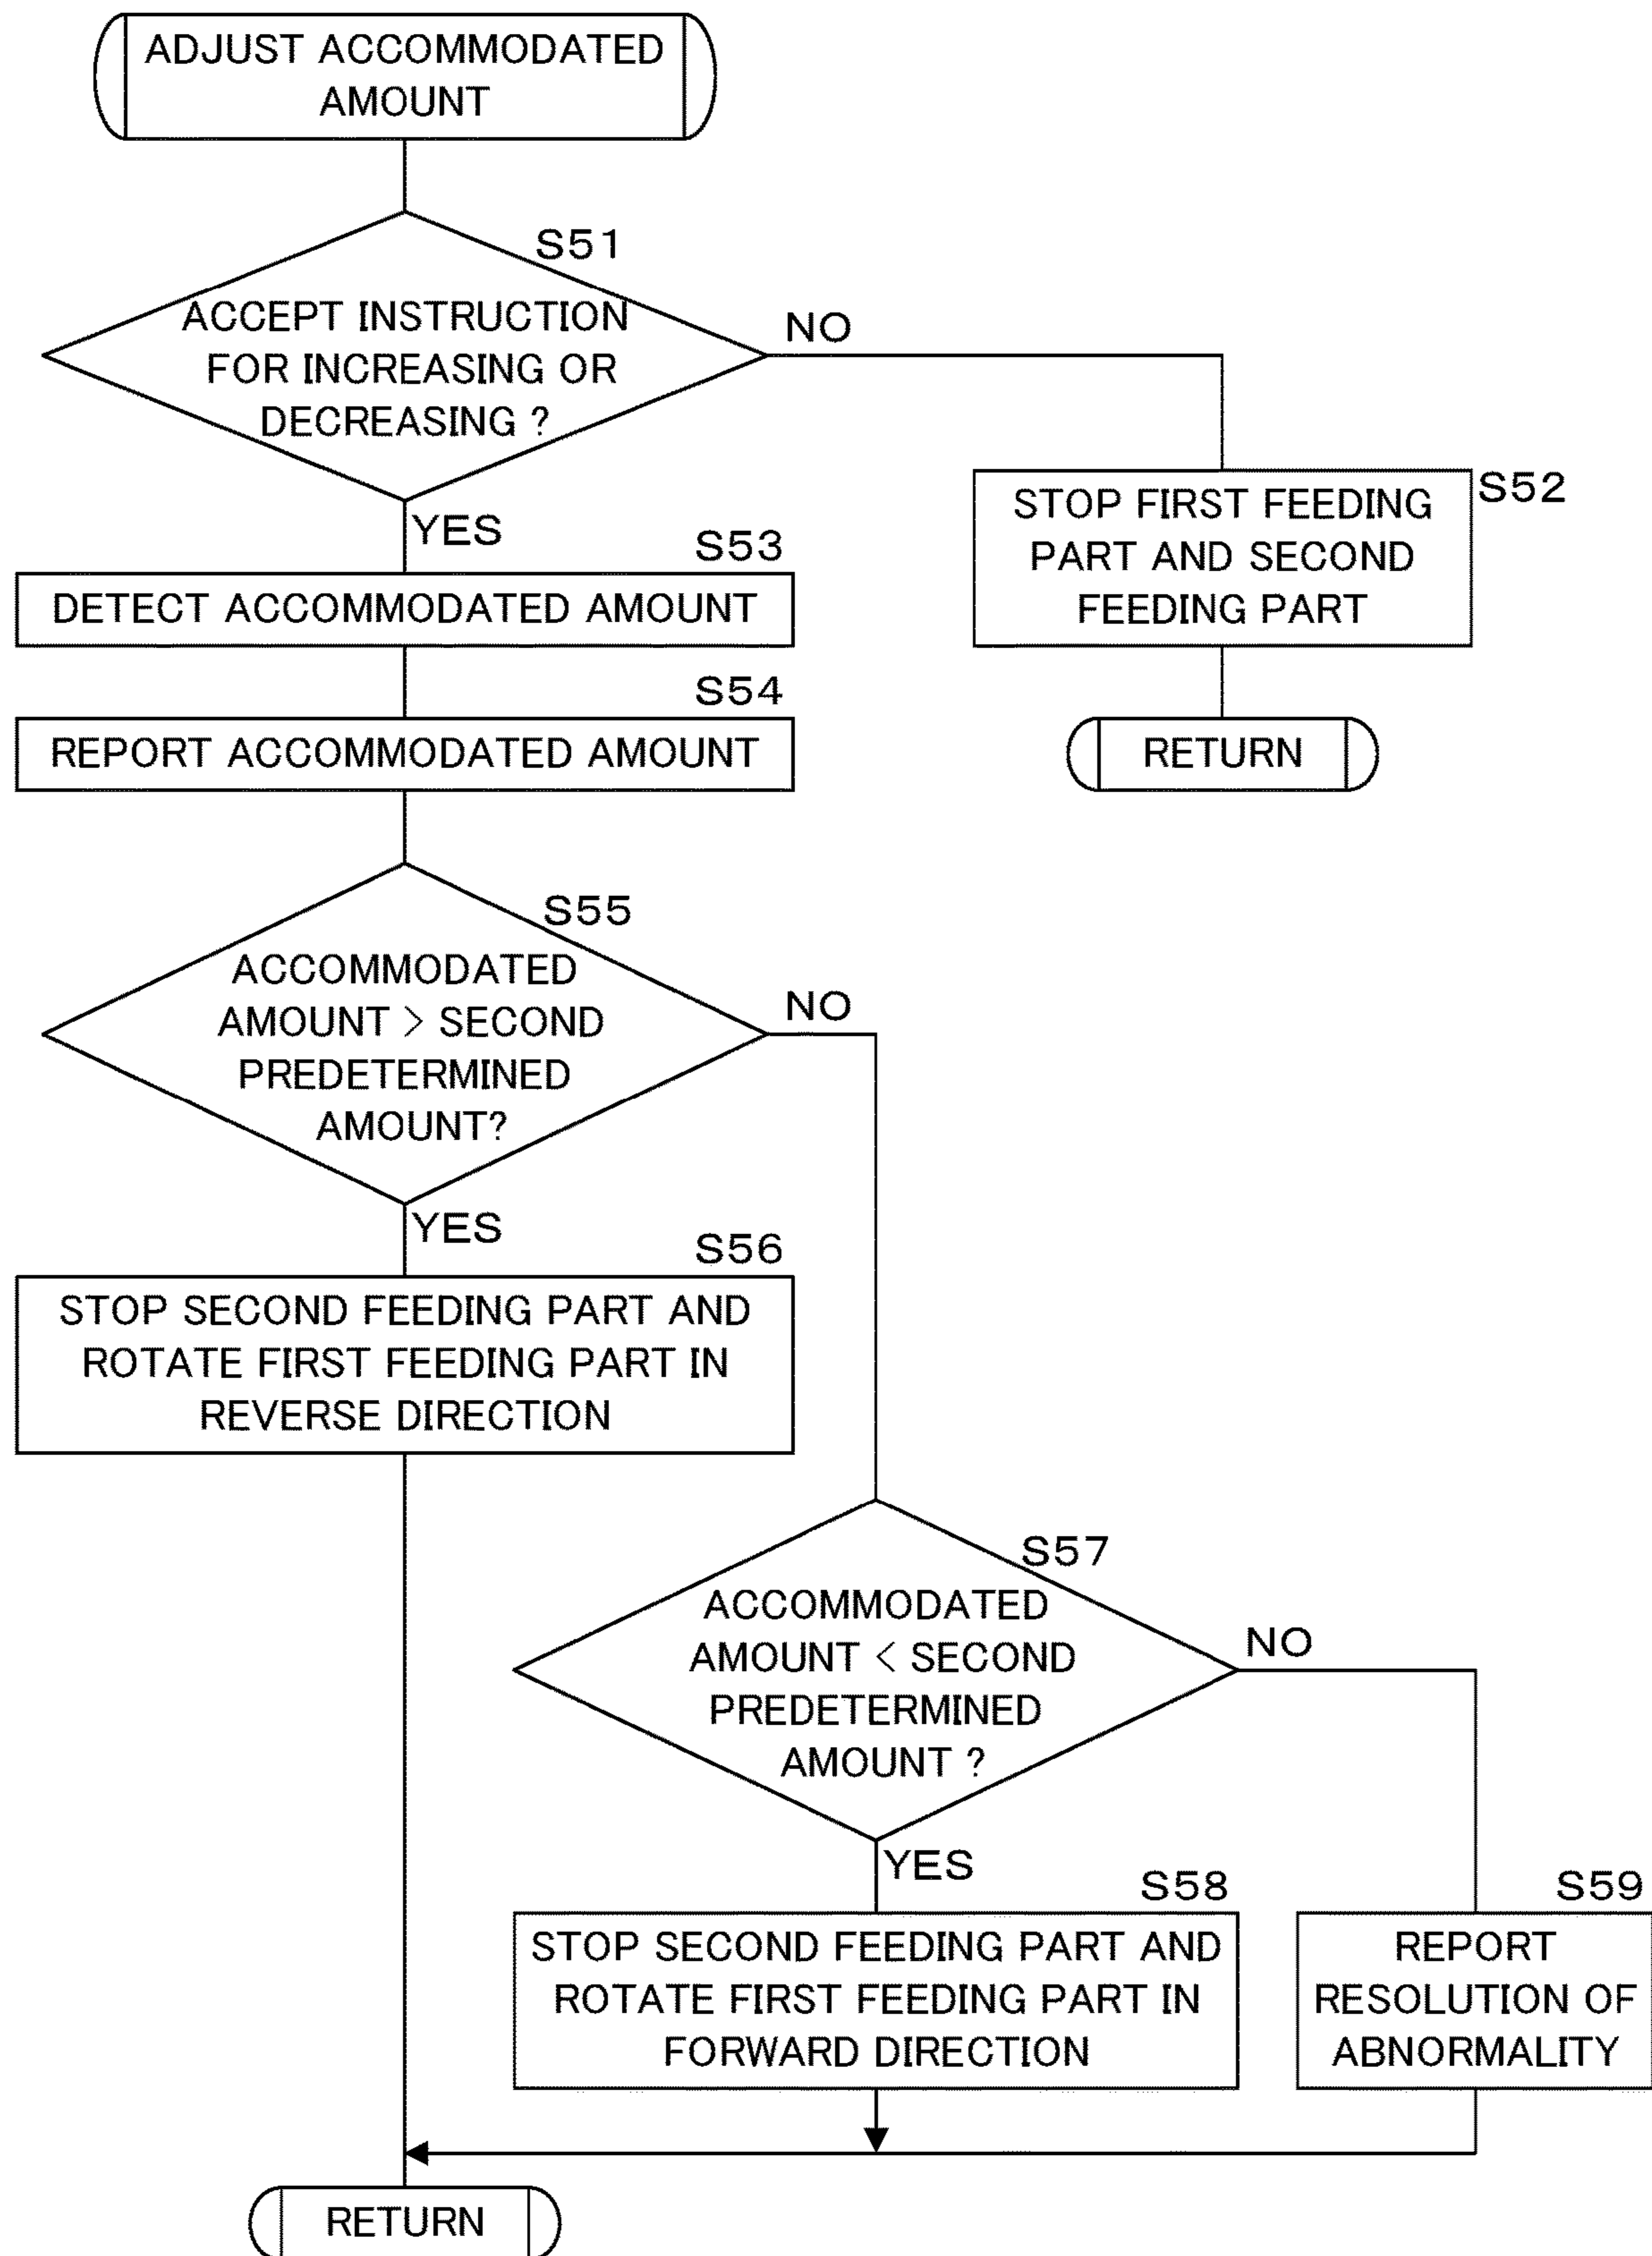 ADJUST ACCOMMODATED
AMOUNT
S51
ACCEPT INSTRUCTION
FOR INCREASING OR
DECREASING ?
NO
YES
S52
STOP FIRST FEEDING
PART AND SECOND
FEEDING PART
RETURN
S53
DETECT ACCOMMODATED AMOUNT
S54
REPORT ACCOMMODATED AMOUNT
S55
ACCOMMODATED
AMOUNT > SECOND
PREDETERMINED
AMOUNT?
NO
YES
S56
STOP SECOND FEEDING PART AND
ROTATE FIRST FEEDING PART IN
REVERSE DIRECTION
S57
ACCOMMODATED
AMOUNT < SECOND
PREDETERMINED
AMOUNT ?
NO
YES
S58
STOP SECOND FEEDING PART AND
ROTATE FIRST FEEDING PART IN
FORWARD DIRECTION
S59
REPORT
RESOLUTION OF
ABNORMALITY
RETURN